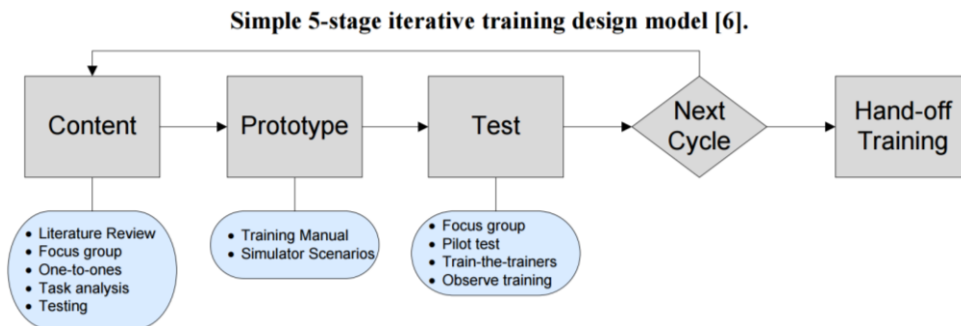 Simple 5-stage iterative training design model [6].
Content
Prototype
Test
Next
Cycle
Hand-off
Training
• Literature Review
• Focus group
• One-to-ones
• Task analysis
• Testing
• Training Manual
• Simulator Scenarios
• Focus group
• Pilot test
• Train-the-trainers
• Observe training